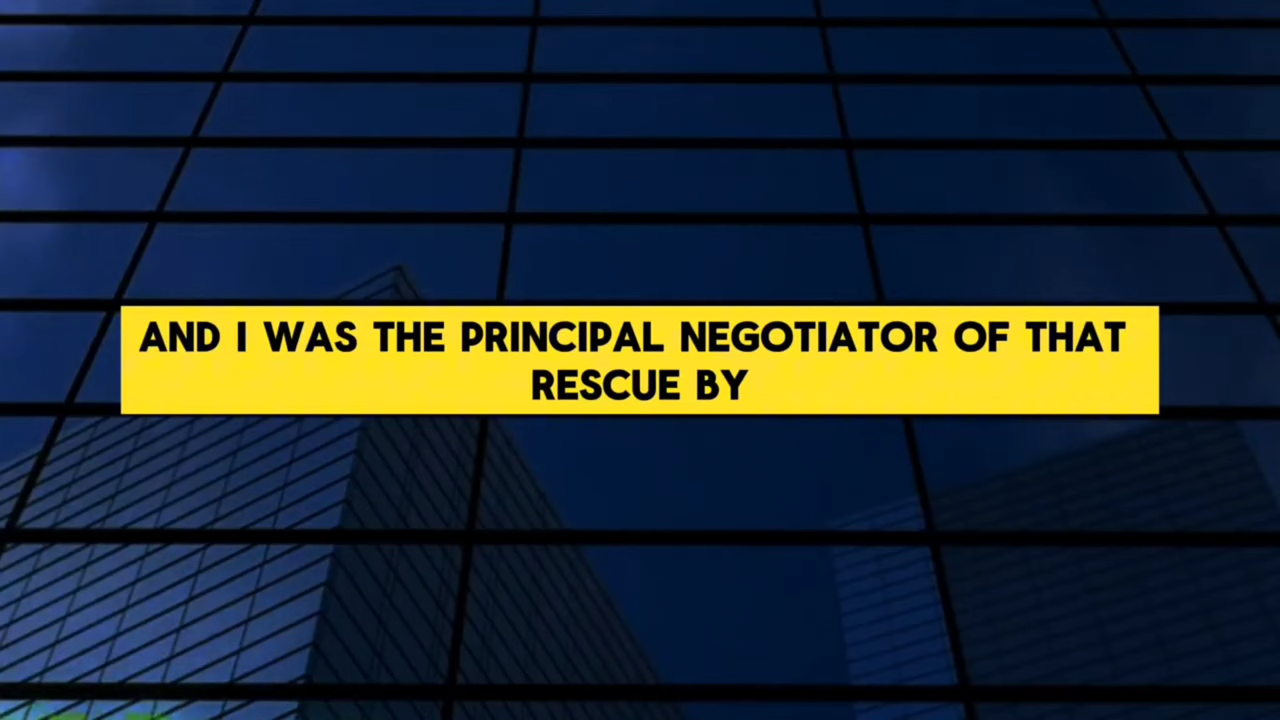 AND I WAS THE PRINCIPAL NEGOTIATOR OF THAT
RESCUE BY